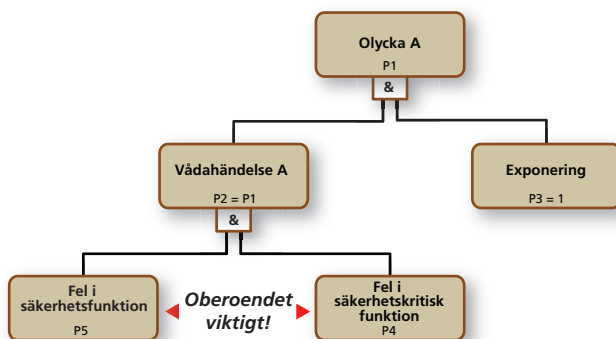 Olycka A
P1
&
Vådahändelse A
P2 = P1
&
Exponering
P3 = 1
Fel i
säkerhetsfunktion
P5
Oberoendet
viktigt!
Fel i
säkerhetskritisk
funktion
P4